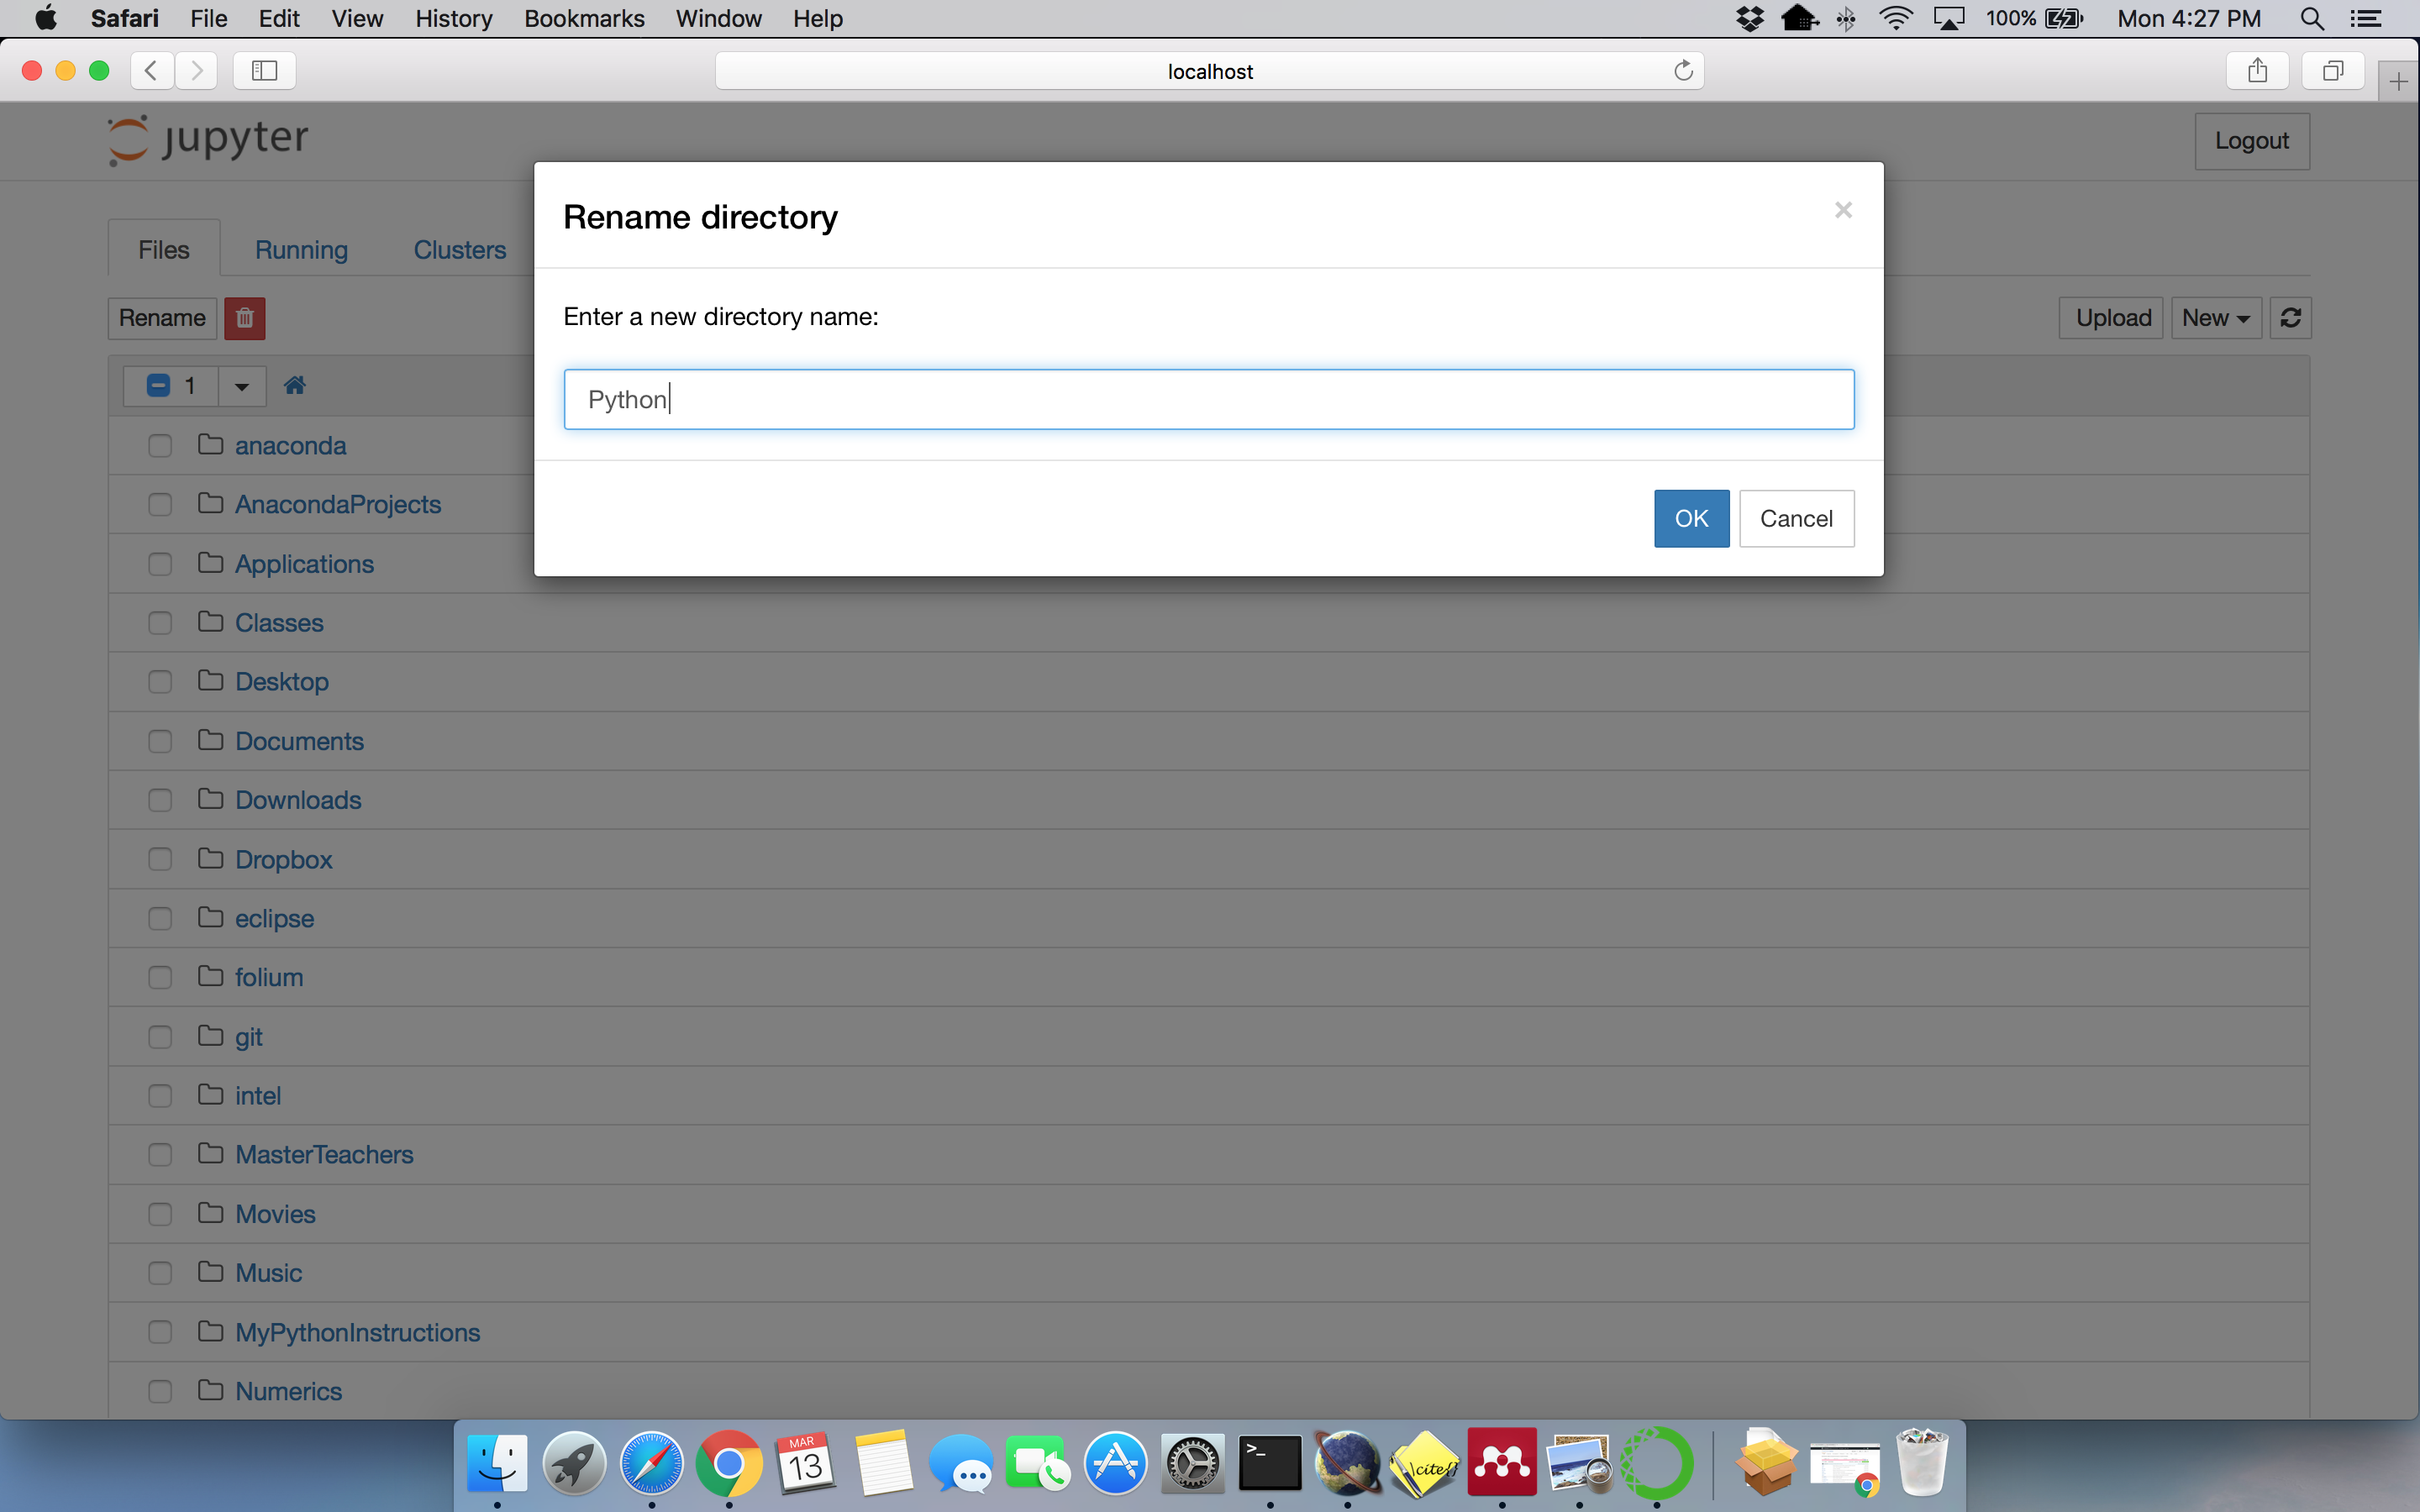 Safari File Edit View History Bookmarks Window Help 100% Mon 4:27 PM
localhost
jupyter Logout
Rename directory ×
Files Running Clusters
Enter a new directory name:
Rename Upload New
1
Python
anaconda
AnacondaProjects
OK Cancel
Applications
Classes
Desktop
Documents
Downloads
Dropbox
eclipse
folium
git
intel
MasterTeachers
Movies
Music
MyPythonInstructions
Numerics
MAR
13
>_
\cite{}